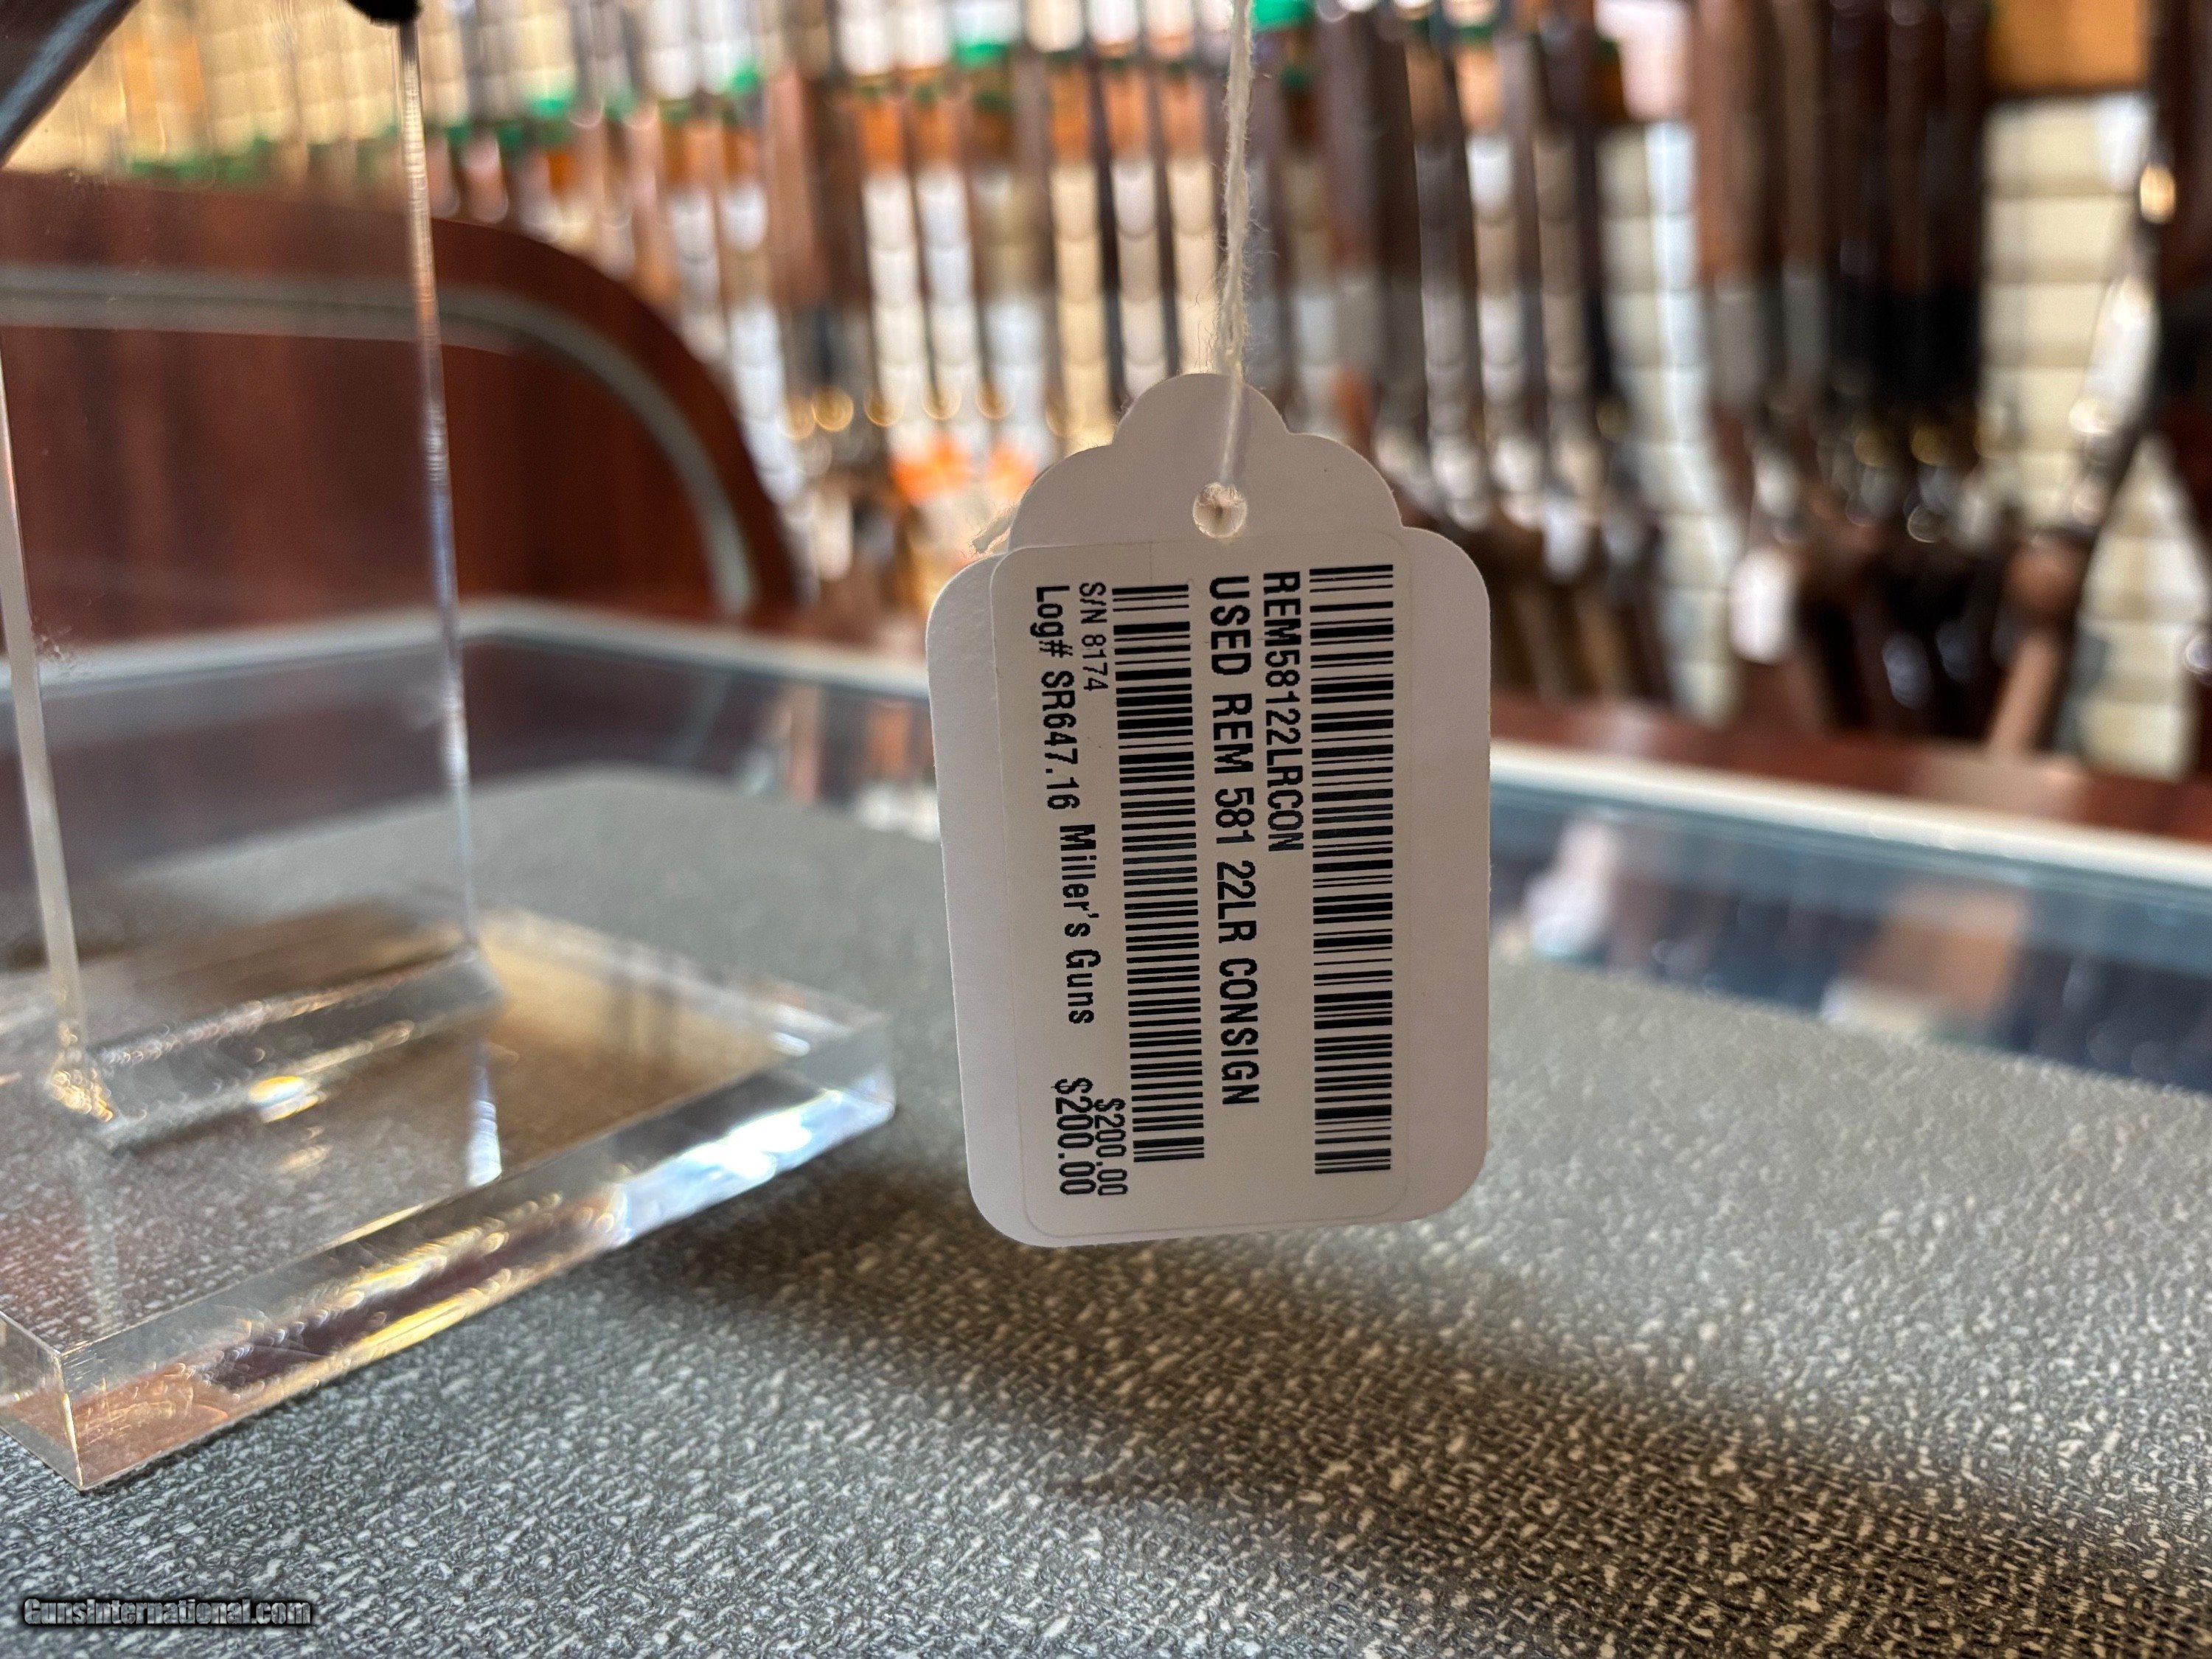 REM58122LRCON
USED REM 581 22LR CONSIGN
S/N 8174
$200.00
Log# SR647.16 Miller's Guns $200.00
GunsInternational.com